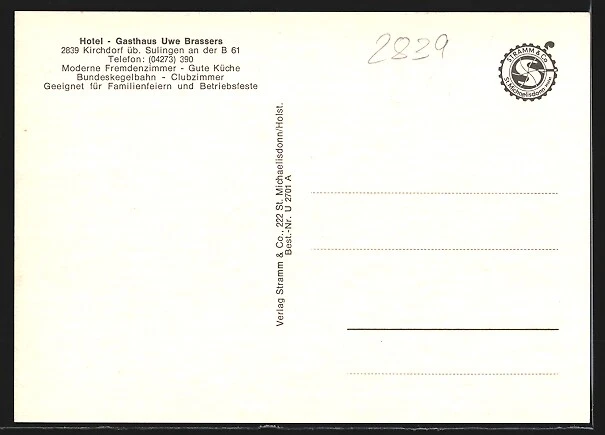 Hotel - Gasthaus Uwe Brassers
2839 Kirchdorf üb. Sulingen an der B 61
Telefon: (04273) 390
Moderne Fremdenzimmer - Gute Küche
Bundeskegelbahn - Clubzimmer
Geeignet für Familienfeiern und Betriebsfeste
2829
STRAMM & Co.
St. Michaelisdonn
Verlag Stramm & Co., 222 St. Michaelisdonn/Holst.
Best.-Nr. U 2701 A